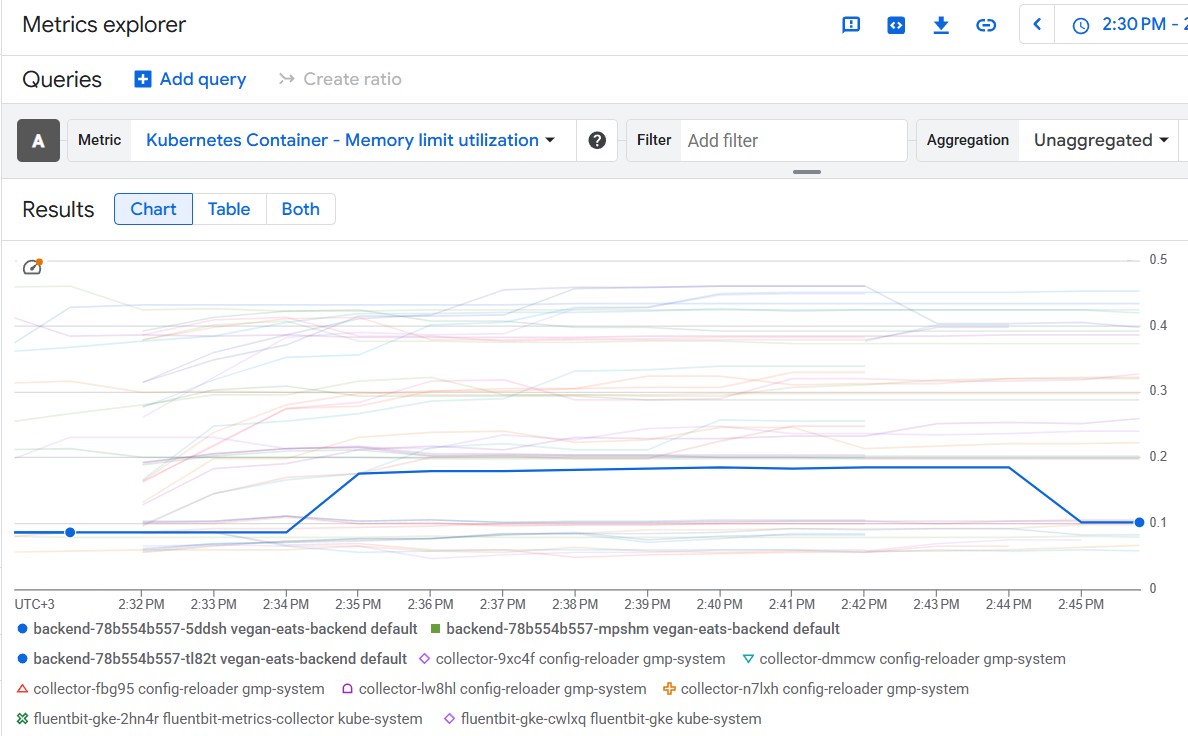 Metrics explorer
2:30 PM -
Queries
Add query
Create ratio
A
Metric
Kubernetes Container - Memory limit utilization
?
Filter
Add filter
Aggregation
Unaggregated
Results
Chart
Table
Both
0.5
0.4
0.3
0.2
0.1
0
UTC+3 2:32 PM 2:33 PM 2:34 PM 2:35 PM 2:36 PM 2:37 PM 2:38 PM 2:39 PM 2:40 PM 2:41 PM 2:42 PM 2:43 PM 2:44 PM 2:45 PM
backend-78b554b557-5ddsh vegan-eats-backend default backend-78b554b557-mpshm vegan-eats-backend default
backend-78b554b557-tl82t vegan-eats-backend default collector-9xc4f config-reloader gmp-system collector-dmmcw config-reloader gmp-system
collector-fbg95 config-reloader gmp-system collector-lw8hl config-reloader gmp-system collector-n7lxh config-reloader gmp-system
fluentbit-gke-2hn4r fluentbit-metrics-collector kube-system fluentbit-gke-cwlxq fluentbit-gke kube-system